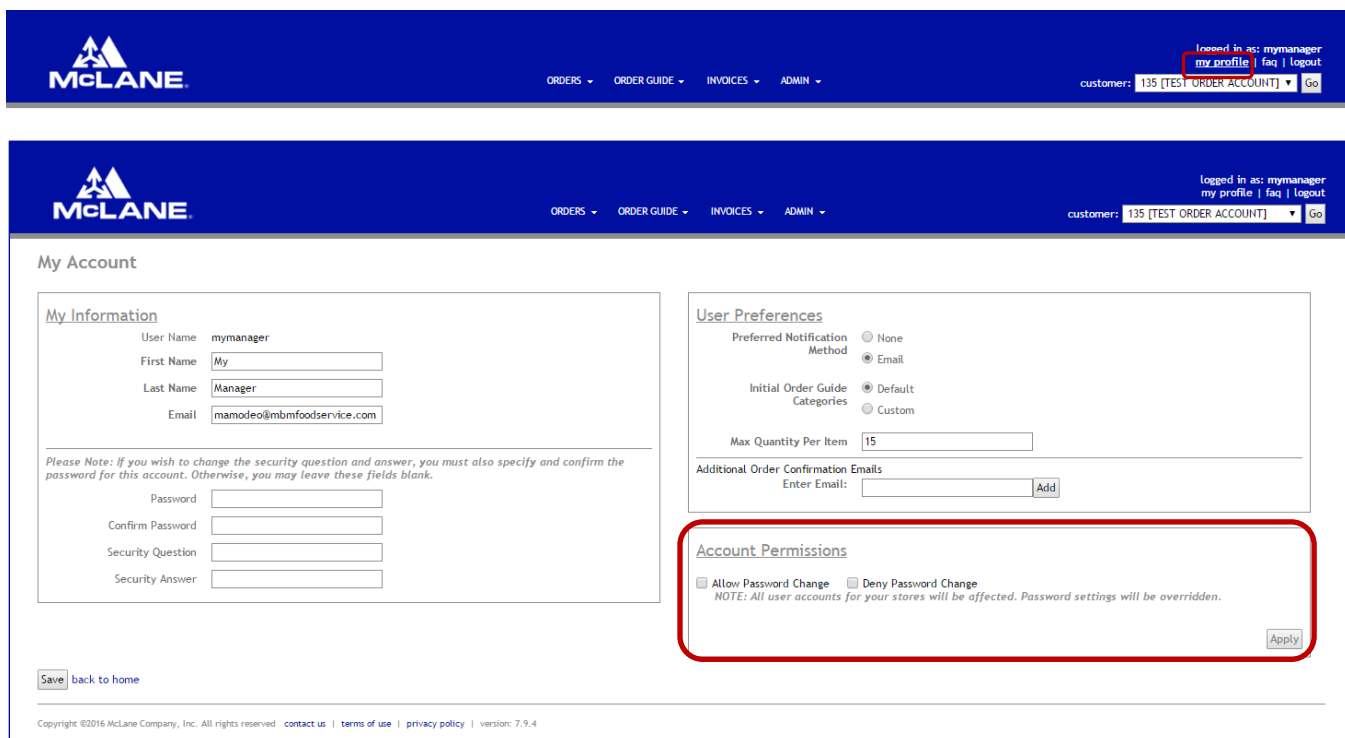 logged in as: mymanager
my profile | faq | logout
McLANE.
ORDERS ORDER GUIDE INVOICES ADMIN
customer: 135 [TEST ORDER ACCOUNT] Go
logged in as: mymanager
my profile | faq | logout
McLANE.
ORDERS ORDER GUIDE INVOICES ADMIN
customer: 135 [TEST ORDER ACCOUNT] Go
My Account
My Information
User Name mymanager
First Name My
Last Name Manager
Email mamodeo@mbmfoodservice.com
Please Note: If you wish to change the security question and answer, you must also specify and confirm the
password for this account. Otherwise, you may leave these fields blank.
Password
Confirm Password
Security Question
Security Answer
User Preferences
Preferred Notification
Method
None
Email
Initial Order Guide
Categories
Default
Custom
Max Quantity Per Item 15
Additional Order Confirmation Emails
Enter Email: Add
Account Permissions
Allow Password Change Deny Password Change
NOTE: All user accounts for your stores will be affected. Password settings will be overridden.
Apply
Save back to home
Copyright ©2016 McLane Company, Inc. All rights reserved contact us | terms of use | privacy policy | version: 7.9.4